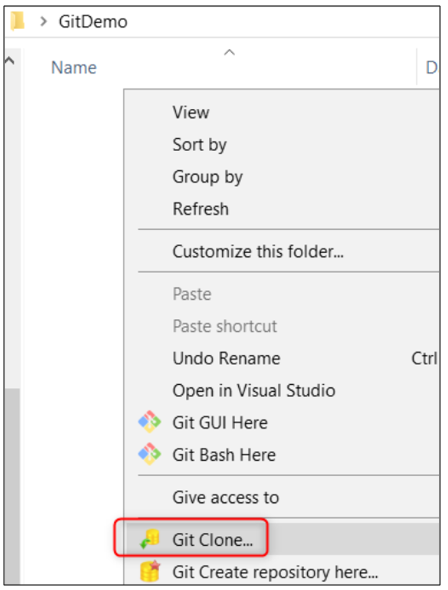 > GitDemo
Name
D
View
Sort by
Group by
Refresh
Customize this folder...
Paste
Paste shortcut
Undo Rename Ctrl
Open in Visual Studio
Git GUI Here
Git Bash Here
Give access to
Git Clone...
Git Create repository here...